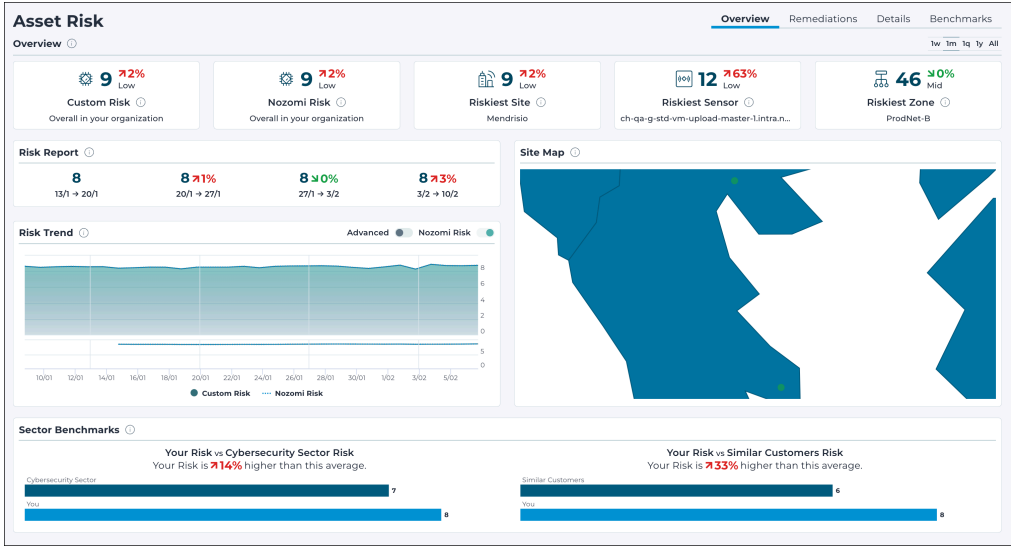 Asset Risk
Overview Remediations Details Benchmarks
Overview
1w 1m 1q 1y All
9 2% Low
Custom Risk
Overall in your organization
9 2% Low
Nozomi Risk
Overall in your organization
9 2% Low
Riskiest Site
Mendrisio
12 63% Low
Riskiest Sensor
ch-qa-g-std-vm-upload-master-1.intra.n...
46 0% Mid
Riskiest Zone
ProdNet-B
Risk Report
8 8 1% 8 0% 8 3%
13/1 → 20/1 20/1 → 27/1 27/1 → 3/2 3/2 → 10/2
Site Map
Risk Trend
Advanced Nozomi Risk
8
6
4
2
0
5
0
10/01 12/01 14/01 16/01 18/01 20/01 22/01 24/01 26/01 28/01 30/01 1/02 3/02 5/02
Custom Risk Nozomi Risk
Sector Benchmarks
Your Risk vs Cybersecurity Sector Risk
Your Risk is 14% higher than this average.
Cybersecurity Sector
7
You
8
Your Risk vs Similar Customers Risk
Your Risk is 33% higher than this average.
Similar Customers
6
You
8